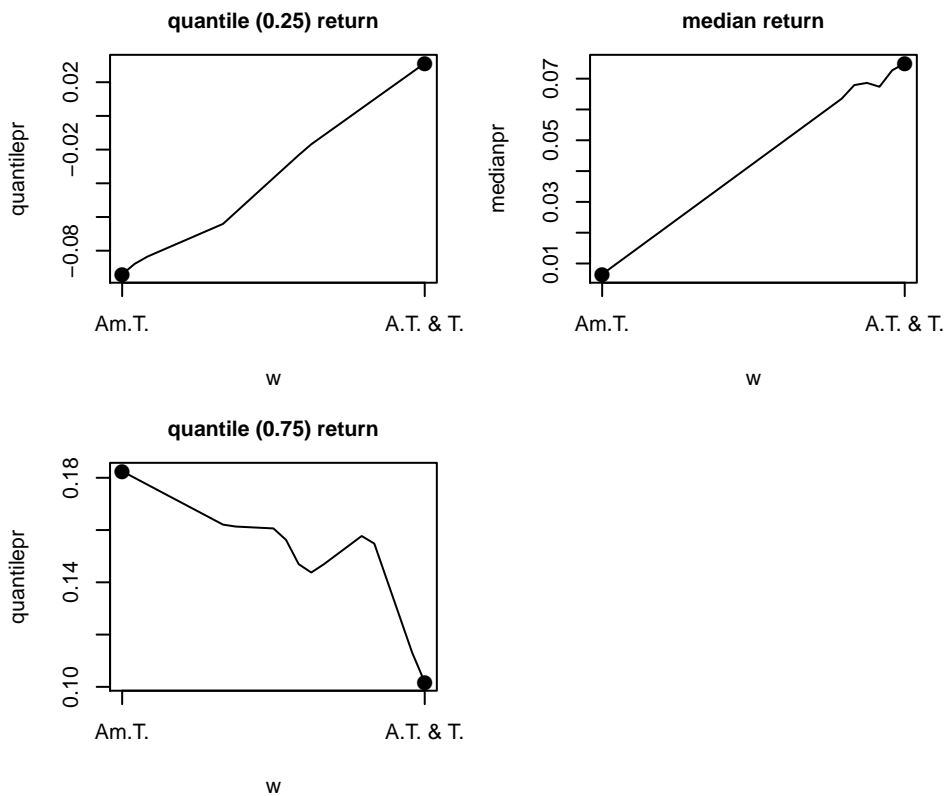 quantile (0.25) return
quantilepr
0.02
−0.02
−0.08
Am.T.
A.T. & T.
w
median return
medianpr
0.07
0.05
0.03
0.01
Am.T.
A.T. & T.
w
quantile (0.75) return
quantilepr
0.18
0.14
0.10
Am.T.
A.T. & T.
w